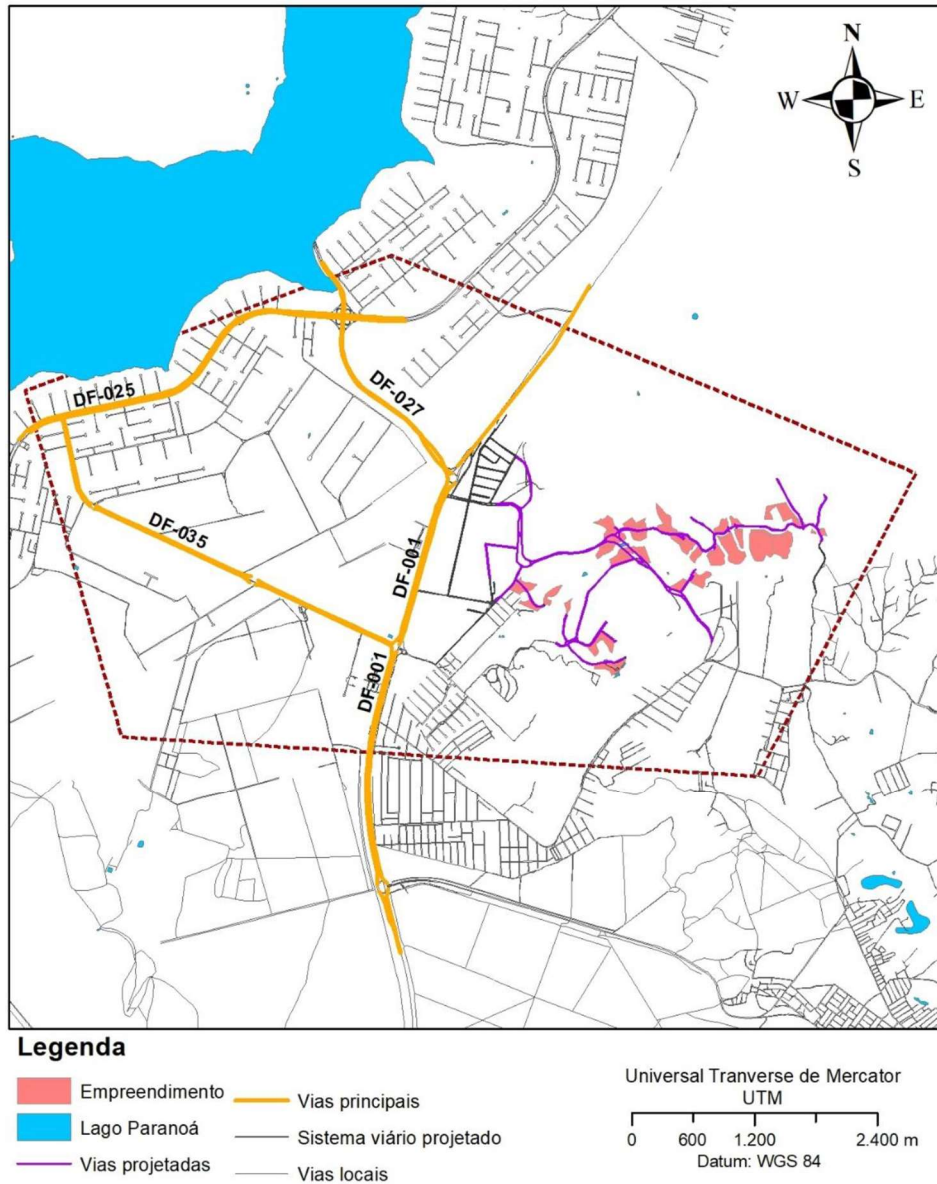 N
W E
S
DF-025
DF-027
DF-035
DF-001
DF-001
Legenda
Empreendimento
Lago Paranoá
Vias projetadas
Vias principais
Sistema viário projetado
Vias locais
Universal Tranverse de Mercator
UTM
0 600 1.200 2.400 m
Datum: WGS 84